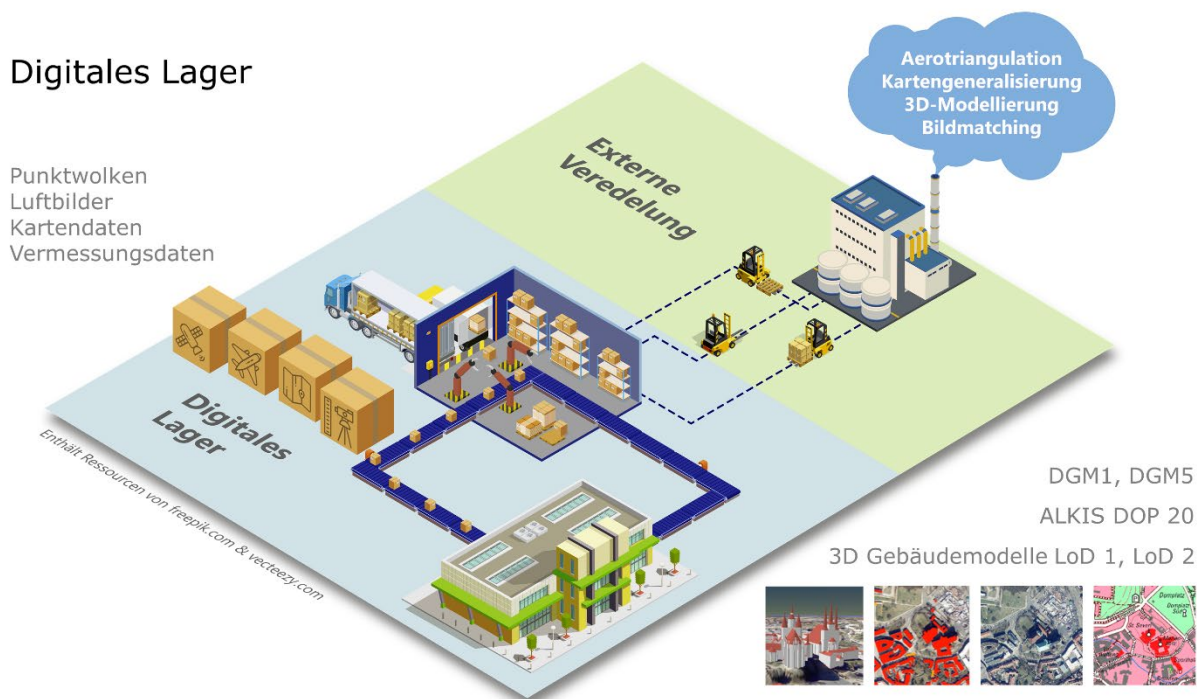 Digitales Lager
Punktwolken
Luftbilder
Kartendaten
Vermessungsdaten
Aerotriangulation
Kartengeneralisierung
3D-Modellierung
Bildmatching
Externe
Veredelung
Digitales
Lager
Enthält Ressourcen von freepik.com & vecteezy.com
DGM1, DGM5
ALKIS DOP 20
3D Gebäudemodelle LoD 1, LoD 2
Domplatz